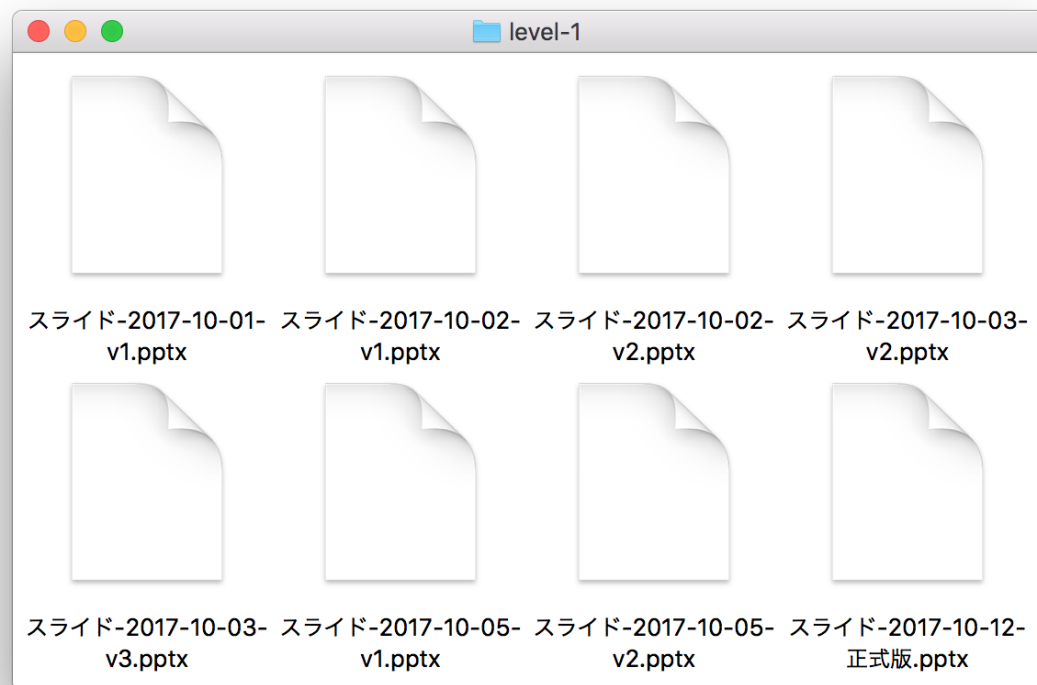 level-1
スライド-2017-10-01-
v1.pptx
スライド-2017-10-02-
v1.pptx
スライド-2017-10-02-
v2.pptx
スライド-2017-10-03-
v2.pptx
スライド-2017-10-03-
v3.pptx
スライド-2017-10-05-
v1.pptx
スライド-2017-10-05-
v2.pptx
スライド-2017-10-12-
正式版.pptx